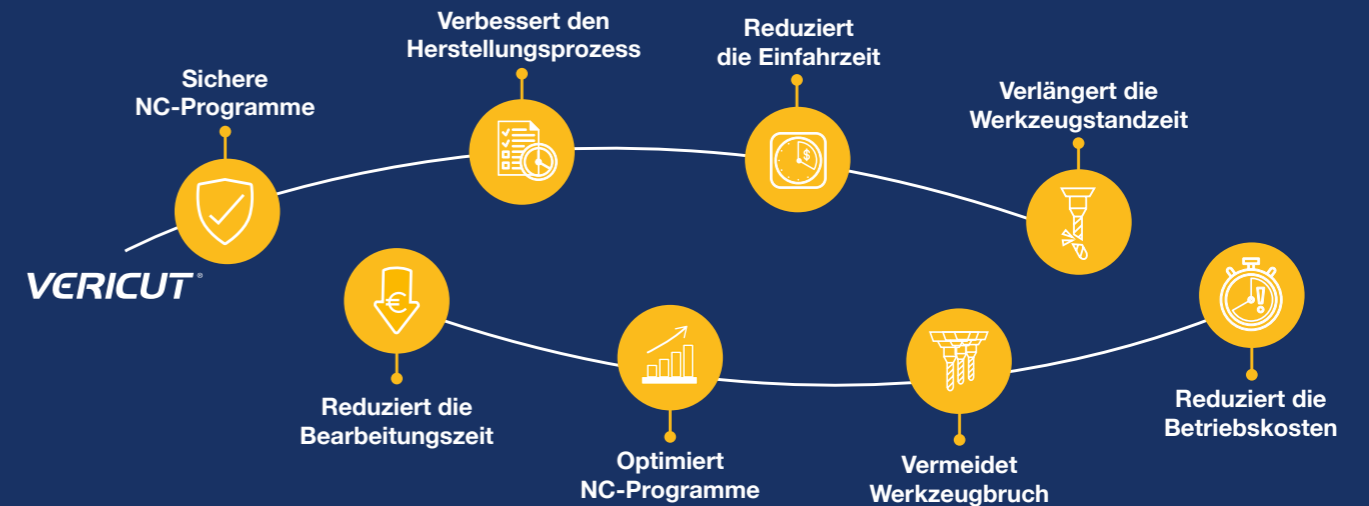 Sichere
NC-Programme
Verbessert den
Herstellungsprozess
Reduziert
die Einfahrzeit
Verlängert die
Werkzeugstandzeit
VERICUT®
$
€
!
Reduziert die
Bearbeitungszeit
Optimiert
NC-Programme
Vermeidet
Werkzeugbruch
Reduziert die
Betriebskosten